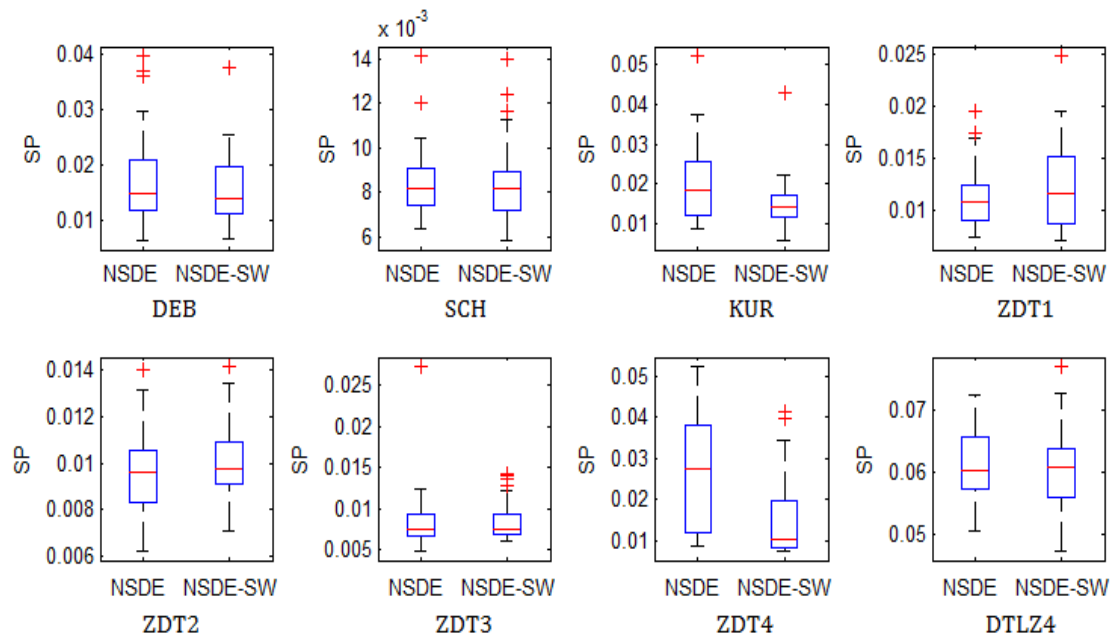 x 10⁻³
0.04
0.03
0.02
0.01
SP
NSDE NSDE-SW
DEB
14
12
10
8
6
SP
NSDE NSDE-SW
SCH
0.05
0.04
0.03
0.02
0.01
SP
NSDE NSDE-SW
KUR
0.025
0.02
0.015
0.01
SP
NSDE NSDE-SW
ZDT1
0.014
0.012
0.01
0.008
0.006
SP
NSDE NSDE-SW
ZDT2
0.025
0.02
0.015
0.01
0.005
SP
NSDE NSDE-SW
ZDT3
0.05
0.04
0.03
0.02
0.01
SP
NSDE NSDE-SW
ZDT4
0.07
0.06
0.05
SP
NSDE NSDE-SW
DTLZ4